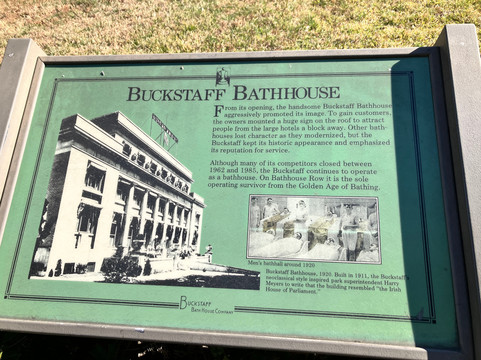 BUCKSTAFF BATHHOUSE
From its opening, the handsome Buckstaff Bathhouse
aggressively promoted its image. To gain customers,
the owners mounted a huge sign on the roof to attract
people from the large hotels a block away. Other bath-
houses lost character as they modernized, but the
Buckstaff kept its historic appearance and emphasized
its reputation for service.
Although many of its competitors closed between
1962 and 1985, the Buckstaff continues to operate
as a bathhouse. On Bathhouse Row it is the sole
operating survivor from the Golden Age of Bathing.
Men's bathhall around 1920
Buckstaff Bathhouse, 1920. Built in 1911, the Buckstaff's
neoclassical style inspired park superintendent Harry
Meyers to write that the building resembled "the Irish
House of Parliament."
BUCKSTAFF
BATH HOUSE COMPANY